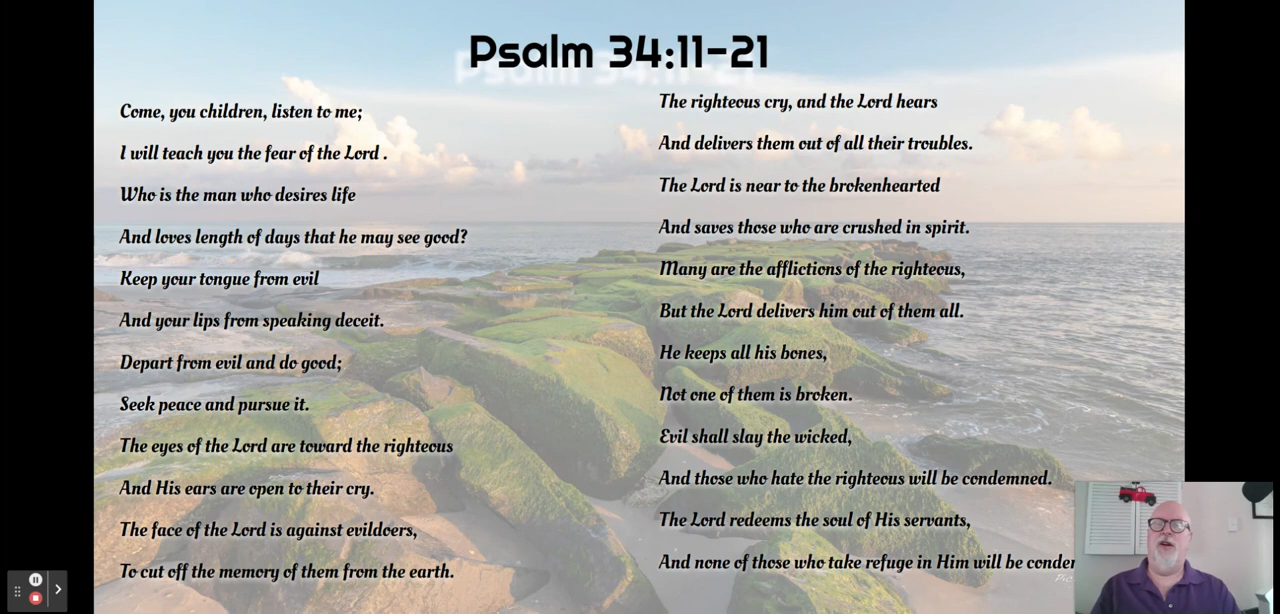 Psalm 34:11-21
Come, you children, listen to me;
I will teach you the fear of the Lord .
Who is the man who desires life
And loves length of days that he may see good?
Keep your tongue from evil
And your lips from speaking deceit.
Depart from evil and do good;
Seek peace and pursue it.
The eyes of the Lord are toward the righteous
And His ears are open to their cry.
The face of the Lord is against evildoers,
To cut off the memory of them from the earth.
The righteous cry, and the Lord hears
And delivers them out of all their troubles.
The Lord is near to the brokenhearted
And saves those who are crushed in spirit.
Many are the afflictions of the righteous,
But the Lord delivers him out of them all.
He keeps all his bones,
Not one of them is broken.
Evil shall slay the wicked,
And those who hate the righteous will be condemned.
The Lord redeems the soul of His servants,
And none of those who take refuge in Him will be